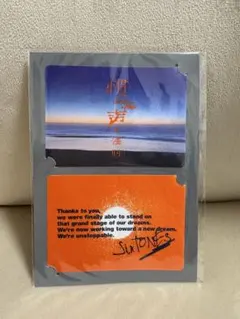 Thanks to you,
we were finally able to stand on
that grand stage of our dreams.
We're now working toward a new dream.
We're unstoppable.
SixTONES